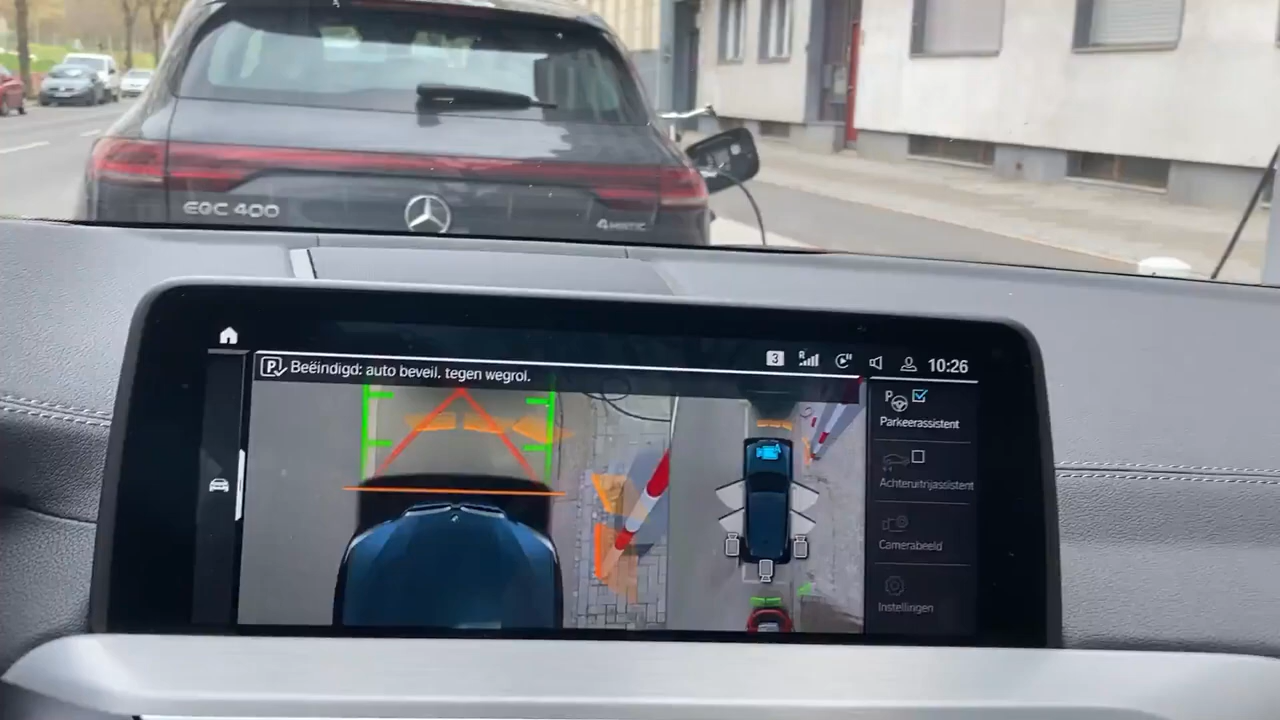 EQC 400
4MATIC
3
R
10:26
P Beëindigd: auto beveil. tegen wegrol.
P
Parkeerassistent
Achteruitrijassistent
Camerabeeld
Instellingen